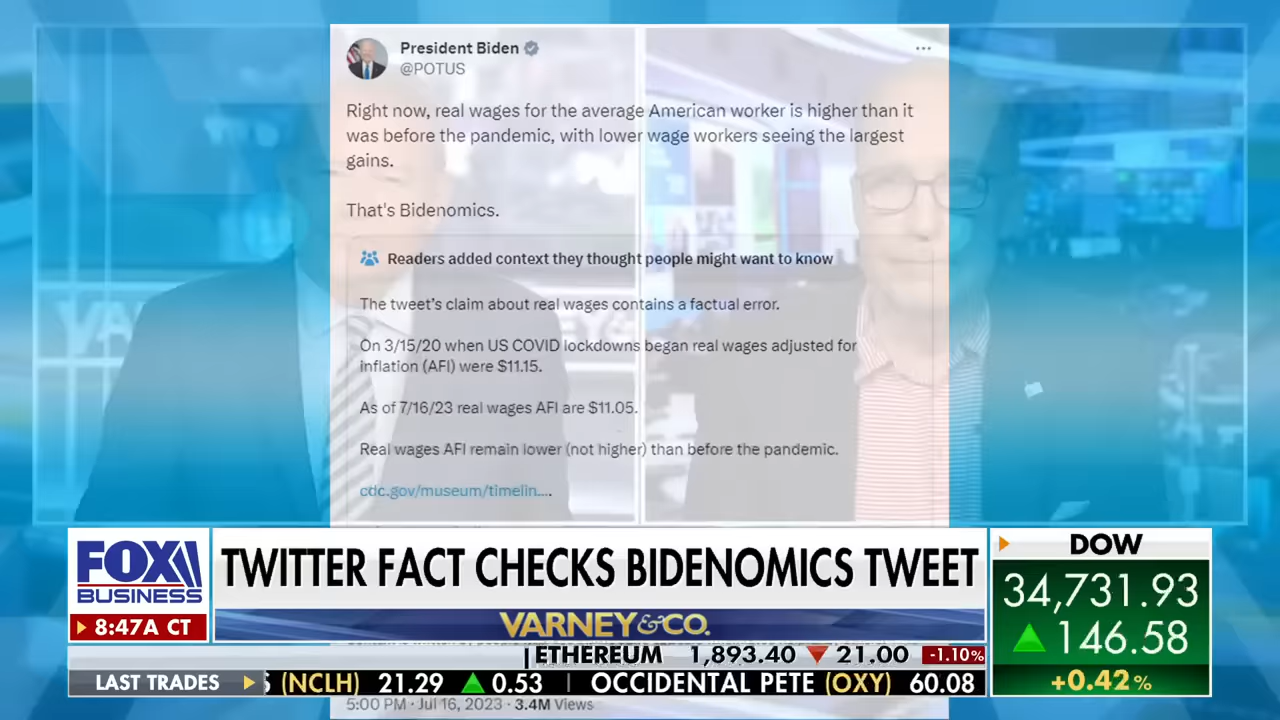 President Biden
@POTUS
Right now, real wages for the average American worker is higher than it
was before the pandemic, with lower wage workers seeing the largest
gains.
That's Bidenomics.
Readers added context they thought people might want to know
The tweet's claim about real wages contains a factual error.
On 3/15/20 when US COVID lockdowns began real wages adjusted for
inflation (AFI) were $11.15.
As of 7/16/23 real wages AFI are $11.05.
Real wages AFI remain lower (not higher) than before the pandemic.
cdc.gov/museum/timelin....
FOX
BUSINESS
8:47A CT
TWITTER FACT CHECKS BIDENOMICS TWEET
VARNEY & CO.
DOW
34,731.93
146.58
+0.42%
ETHEREUM 1,893.40 21.00 -1.10%
LAST TRADES (NCLH) 21.29 0.53 OCCIDENTAL PETE (OXY) 60.08
5:00 PM · Jul 16, 2023 · 3.4M Views